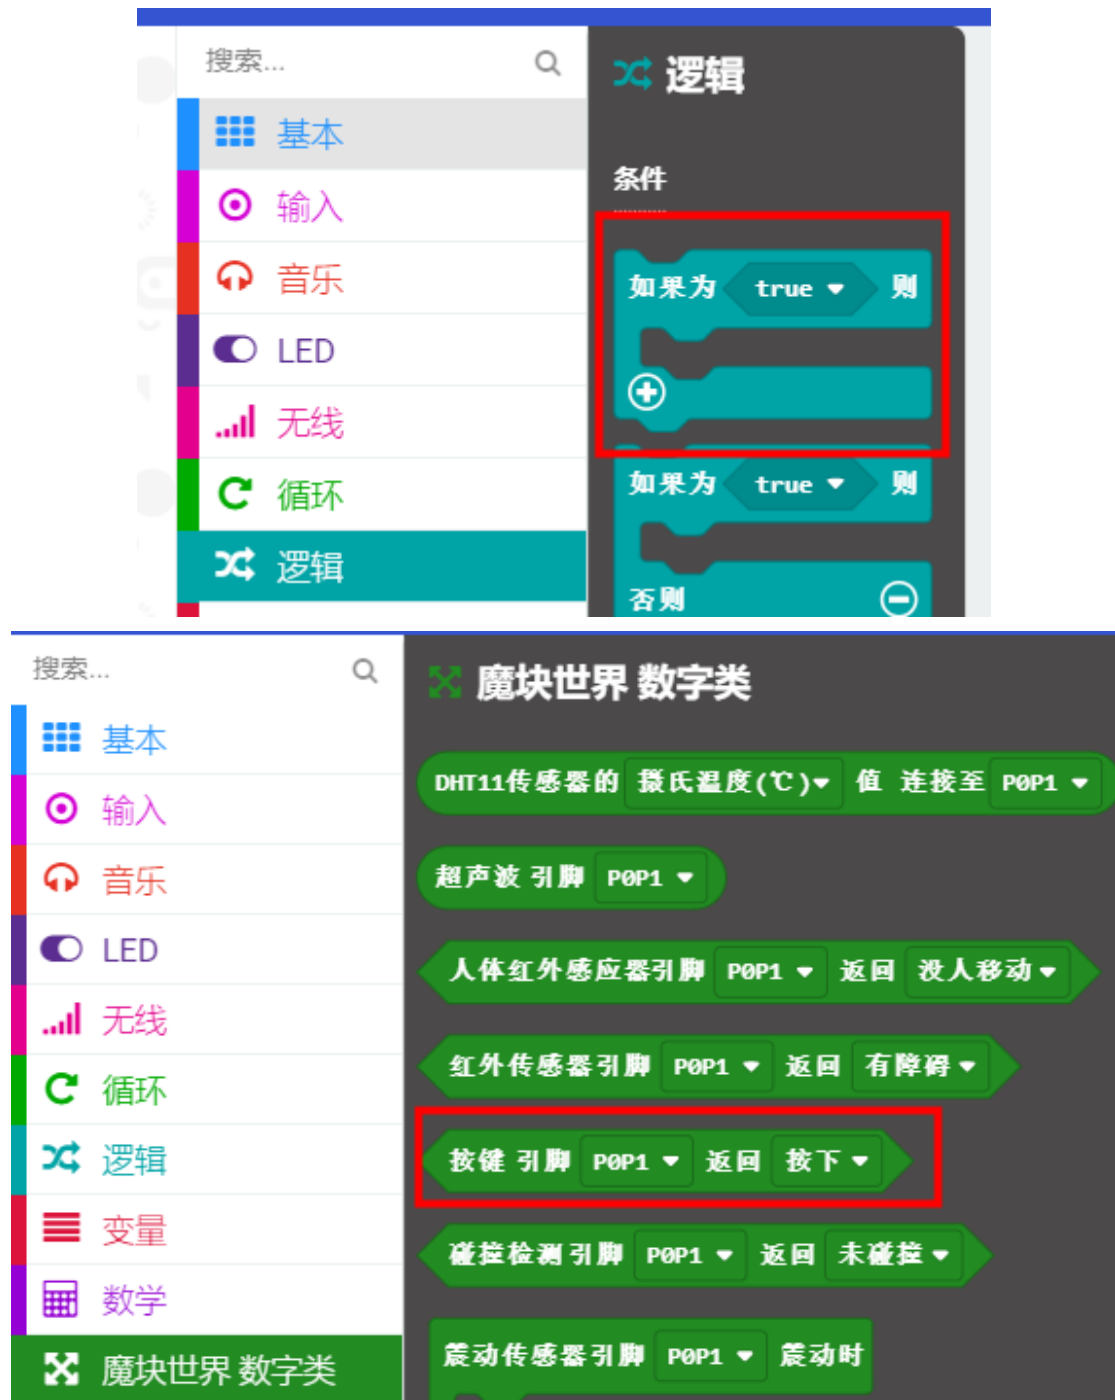 搜索...
基本
输入
音乐
LED
无线
循环
逻辑
逻辑
条件
如果为 true 则
如果为 true 则
否则
搜索...
基本
输入
音乐
LED
无线
循环
逻辑
变量
数学
魔块世界 数字类
魔块世界 数字类
DHT11传感器的 摄氏温度(℃) 值 连接至 P0P1
超声波 引脚 P0P1
人体红外感应器引脚 P0P1 返回 没人移动
红外传感器引脚 P0P1 返回 有障碍
按键 引脚 P0P1 返回 按下
碰撞检测引脚 P0P1 返回 未碰撞
震动传感器引脚 P0P1 震动时